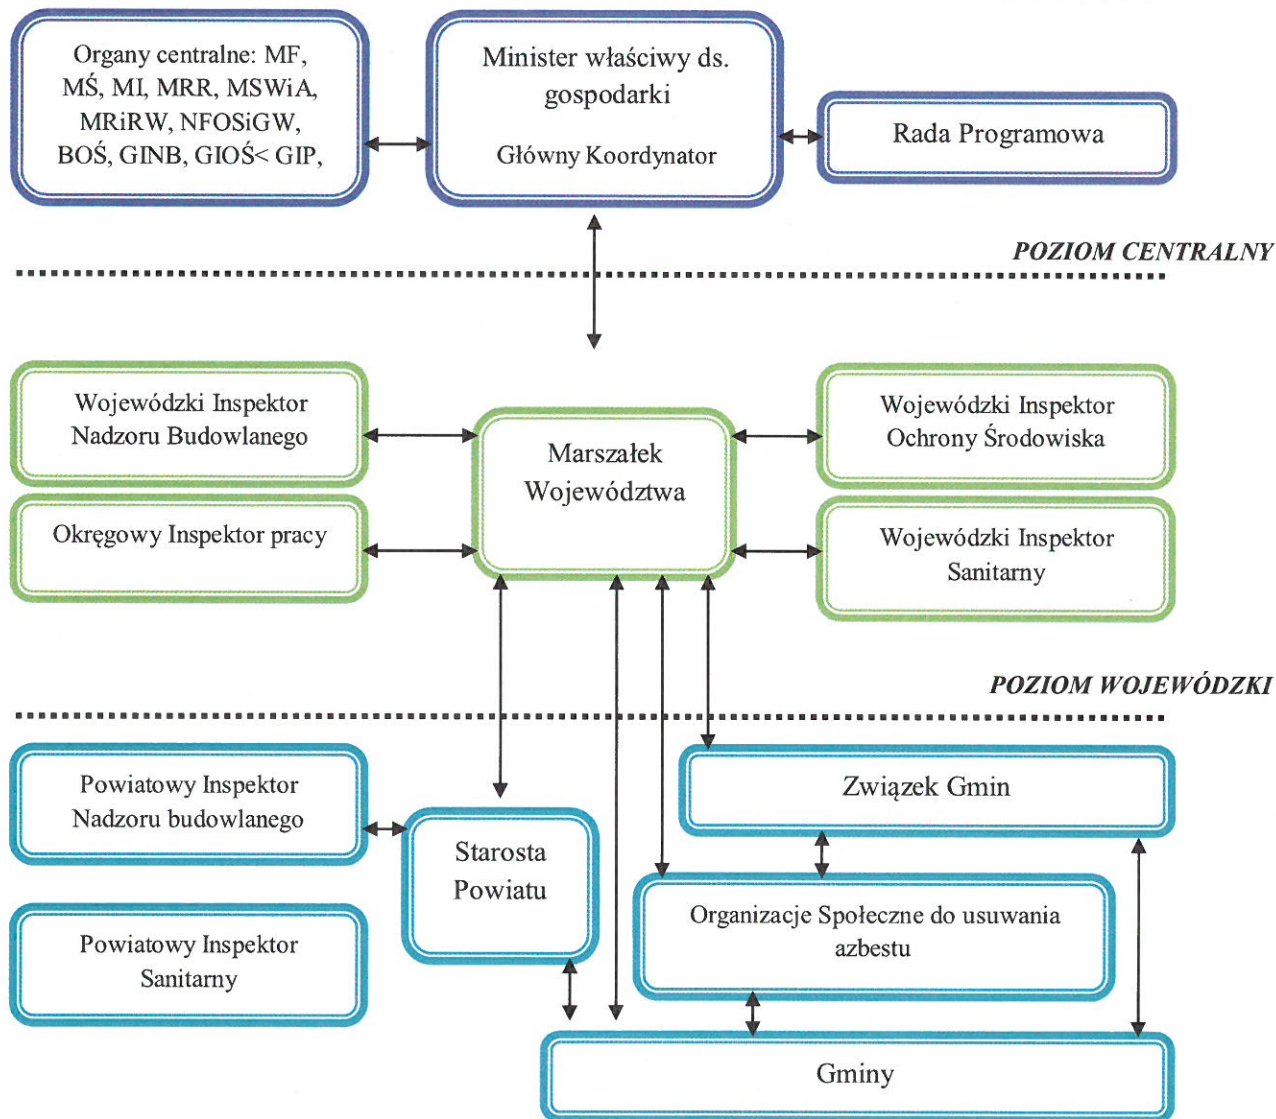 Organy centralne: MF,
MŚ, MI, MRR, MSWiA,
MRiRW, NFOSiGW,
BOŚ, GINB, GIOŚ< GIP,
Minister właściwy ds.
gospodarki
Główny Koordynator
Rada Programowa
POZIOM CENTRALNY
Wojewódzki Inspektor
Nadzoru Budowlanego
Okręgowy Inspektor pracy
Marszałek
Województwa
Wojewódzki Inspektor
Ochrony Środowiska
Wojewódzki Inspektor
Sanitarny
POZIOM WOJEWÓDZKI
Powiatowy Inspektor
Nadzoru budowlanego
Powiatowy Inspektor
Sanitarny
Starosta
Powiatu
Związek Gmin
Organizacje Społeczne do usuwania
azbestu
Gminy